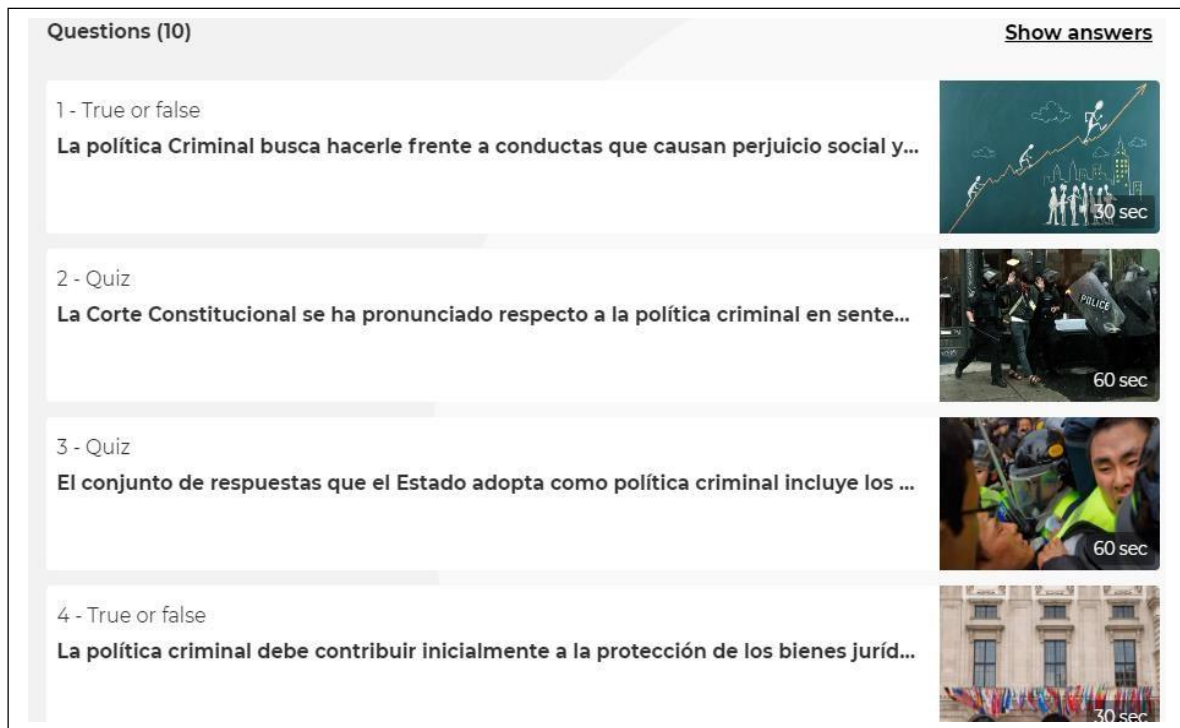 Questions (10)
Show answers
1 - True or false
La política Criminal busca hacerle frente a conductas que causan perjuicio social y...
30 sec
2 - Quiz
La Corte Constitucional se ha pronunciado respecto a la política criminal en sente...
POLICE
60 sec
3 - Quiz
El conjunto de respuestas que el Estado adopta como política criminal incluye los ...
60 sec
4 - True or false
La política criminal debe contribuir inicialmente a la protección de los bienes juríd...
30 sec